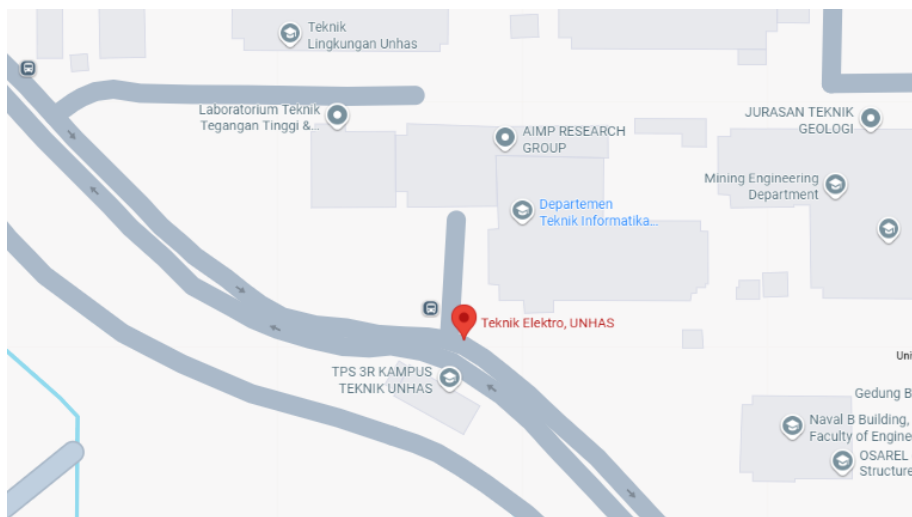 Teknik
Lingkungan Unhas
Laboratorium Teknik
Tegangan Tinggi &...
AIMP RESEARCH
GROUP
JURASAN TEKNIK
GEOLOGI
Mining Engineering
Department
Departemen
Teknik Informatika...
Teknik Elektro, UNHAS
TPS 3R KAMPUS
TEKNIK UNHAS
Uni
Gedung B
Naval B Building,
Faculty of Engine
OSAREL
Structure